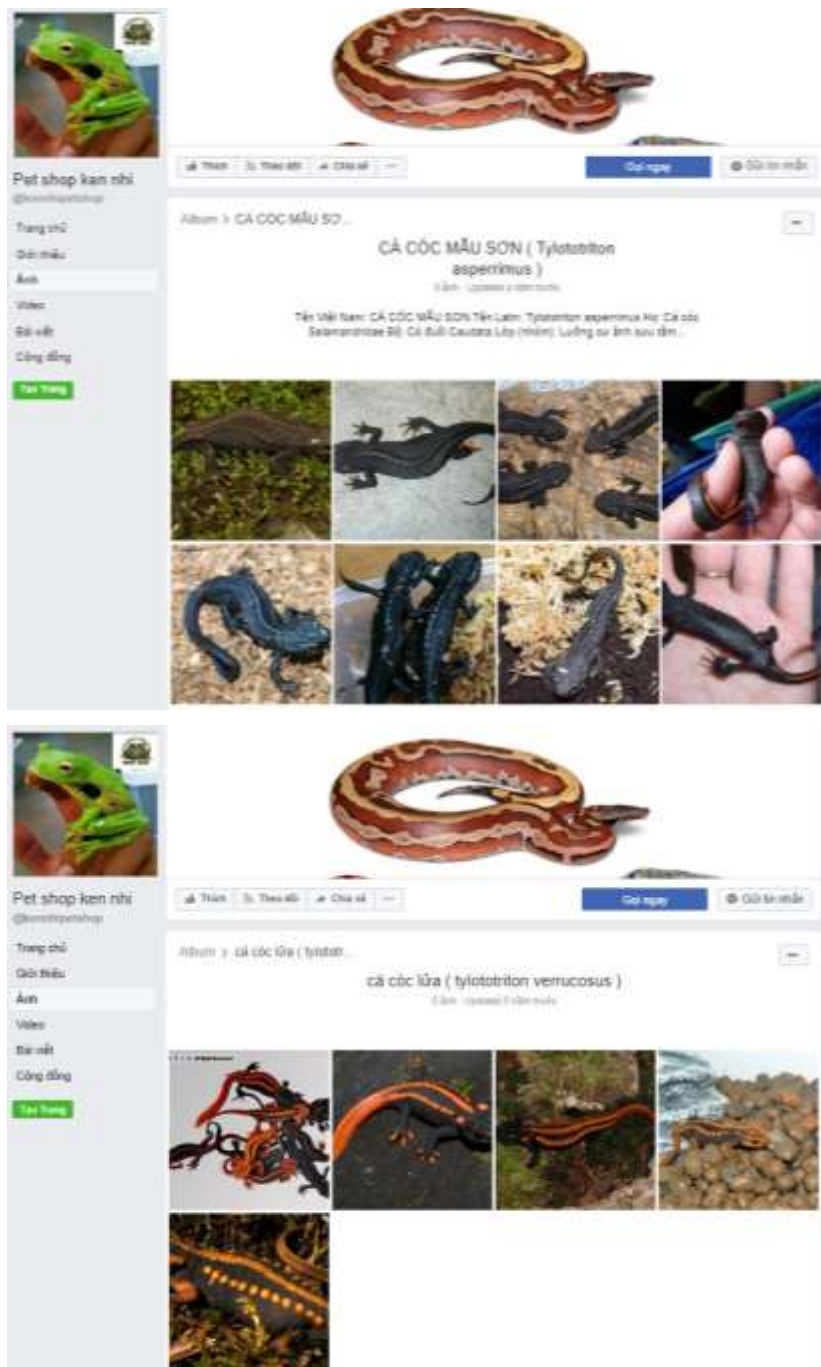 Pet shop ken nhi
@kennhipetshop
Trang chủ
Giới thiệu
Ảnh
Video
Bài viết
Cộng đồng
Tạo Trang
Thích
Theo dõi
Chia sẻ
Gọi ngay
Gửi tin nhắn
Album
CÁ CÓC MẪU SƠ...
CÁ CÓC MẪU SƠN ( Tylototriton
asperrimus )
Tên Việt Nam: CÁ CÓC MẪU SƠN Tên Latin: Tylototriton asperrimus Họ: Cá cóc
Salamandridae Bộ: Có đuôi Caudata Lớp (nhóm): Lưỡng cư ảnh sưu tầm...
Pet shop ken nhi
@kennhipetshop
Trang chủ
Giới thiệu
Ảnh
Video
Bài viết
Cộng đồng
Tạo Trang
Thích
Theo dõi
Chia sẻ
Gọi ngay
Gửi tin nhắn
Album
cá cóc lửa ( tylototr...
cá cóc lửa ( tylototriton verrucosus )